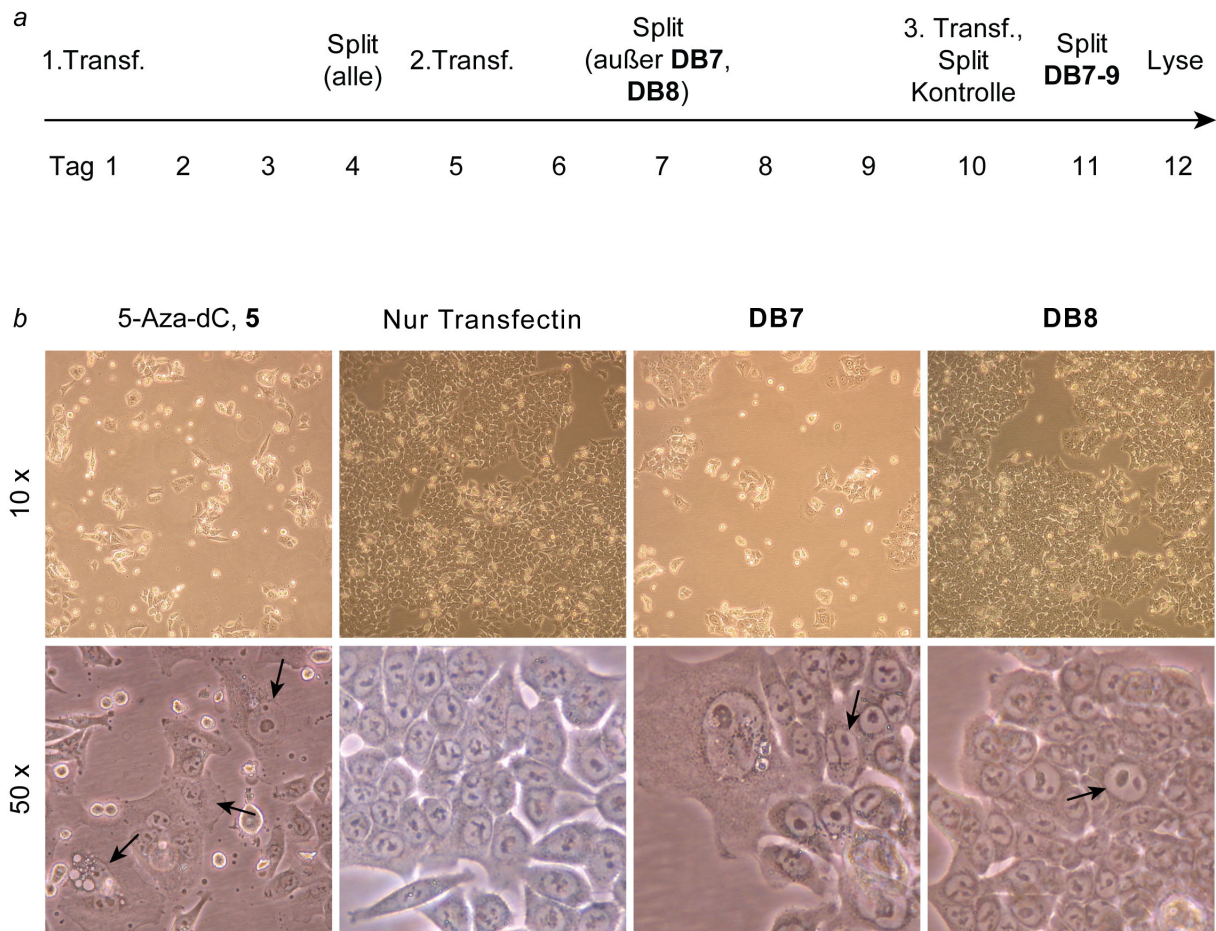 a
1.Transf.
Split
(alle)
2.Transf.
Split
(außer DB7,
DB8)
3. Transf.,
Split
Kontrolle
Split
DB7-9
Lyse
Tag 1 2 3 4 5 6 7 8 9 10 11 12
b
5-Aza-dC, 5
Nur Transfectin
DB7
DB8
10 x
50 x